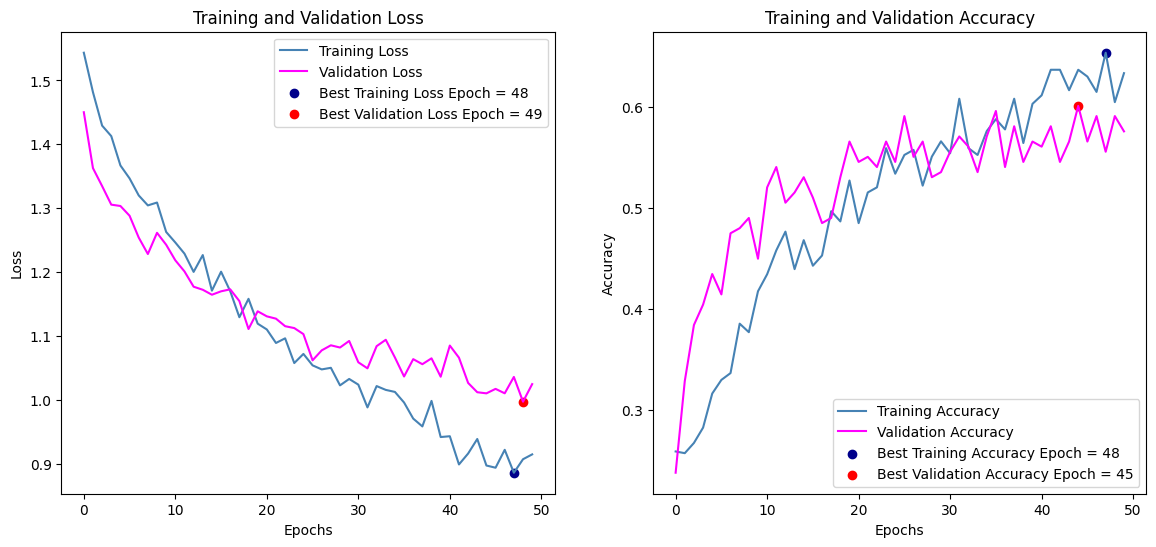 Training and Validation Loss
Training Loss
Validation Loss
Best Training Loss Epoch = 48
Best Validation Loss Epoch = 49
1.5
1.4
1.3
1.2
1.1
1.0
0.9
Loss
0
10
20
30
40
50
Epochs
Training and Validation Accuracy
0.6
0.5
0.4
0.3
Accuracy
Training Accuracy
Validation Accuracy
Best Training Accuracy Epoch = 48
Best Validation Accuracy Epoch = 45
0
10
20
30
40
50
Epochs